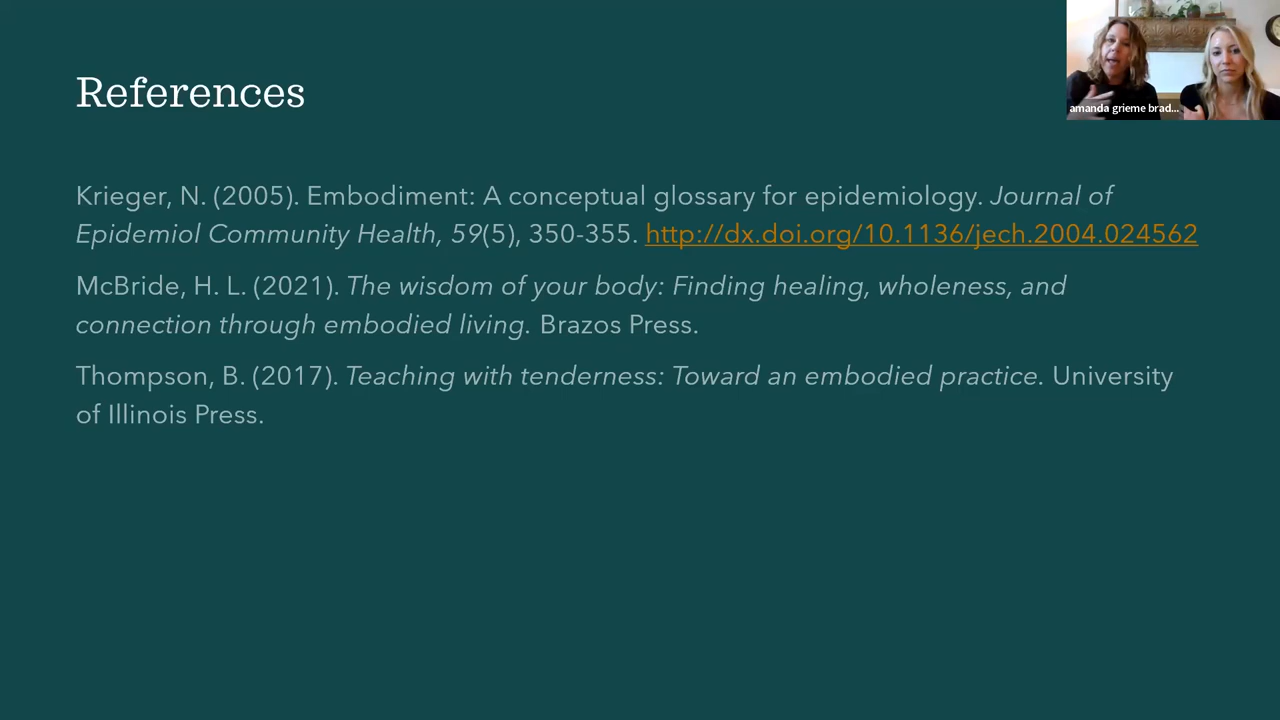 References
Krieger, N. (2005). Embodiment: A conceptual glossary for epidemiology. Journal of
Epidemiol Community Health, 59(5), 350-355. http://dx.doi.org/10.1136/jech.2004.024562
McBride, H. L. (2021). The wisdom of your body: Finding healing, wholeness, and
connection through embodied living. Brazos Press.
Thompson, B. (2017). Teaching with tenderness: Toward an embodied practice. University
of Illinois Press.
amanda grieme brad...